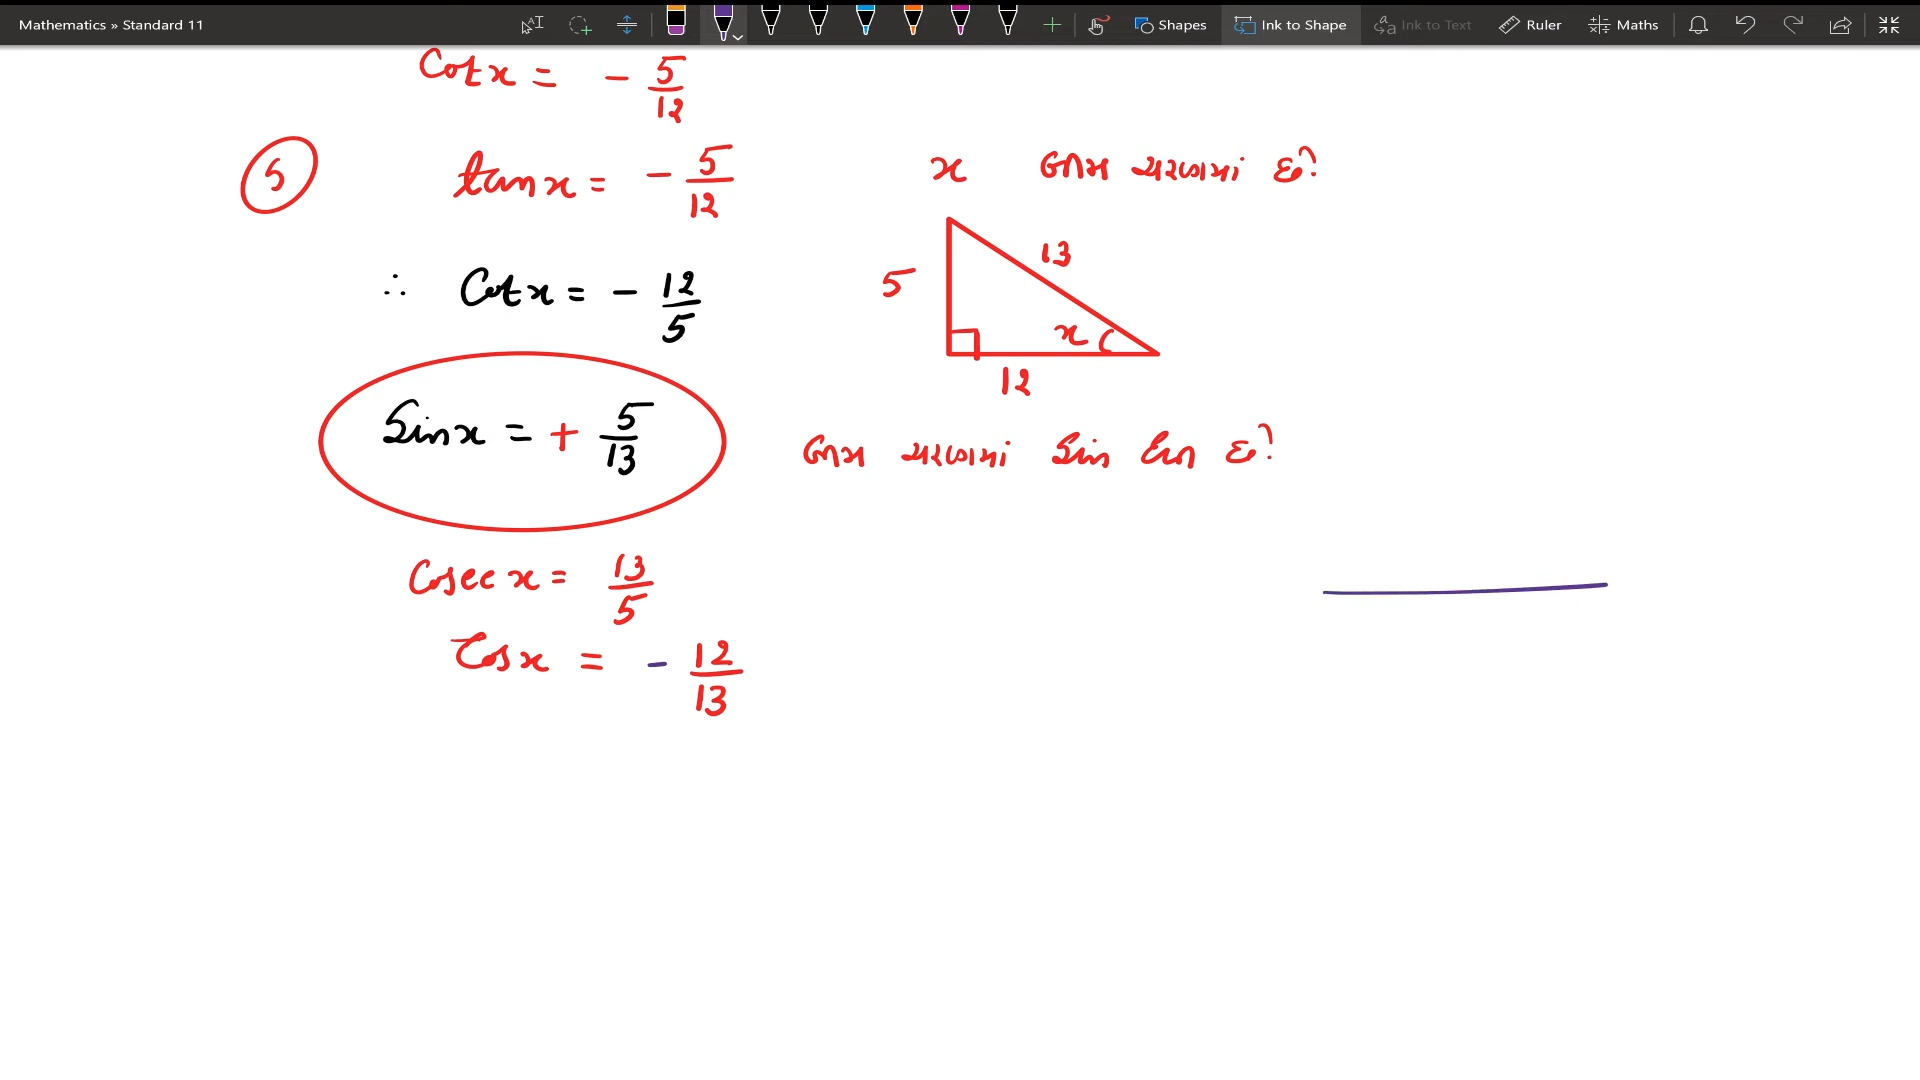 Mathematics » Standard 11
Shapes Ink to Shape Ink to Text Ruler Maths
Cot x = - 5/12
5 tan x = - 5/12 x બીજા ચરણમાં છે?
∴ Cot x = - 12/5
5 13 x 12
Sin x = + 5/13 બીજા ચરણમાં Sin ધન છે?
Cosec x = 13/5
Cos x = - 12/13